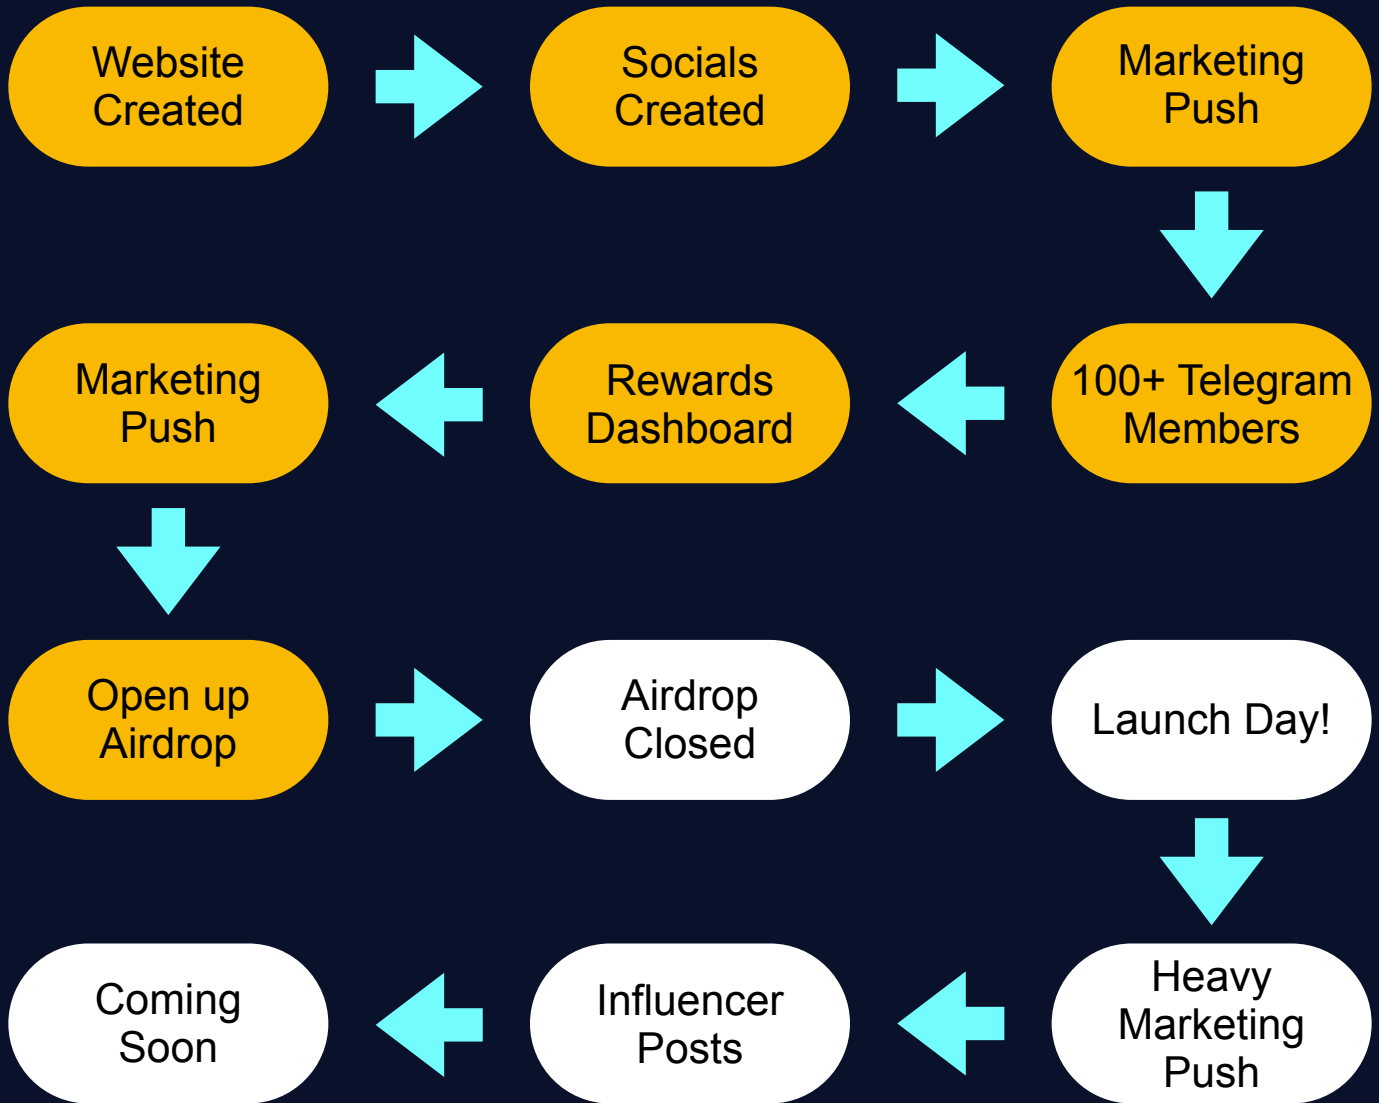 Website
Created
Socials
Created
Marketing
Push
Marketing
Push
Rewards
Dashboard
100+ Telegram
Members
Open up
Airdrop
Airdrop
Closed
Launch Day!
Coming
Soon
Influencer
Posts
Heavy
Marketing
Push